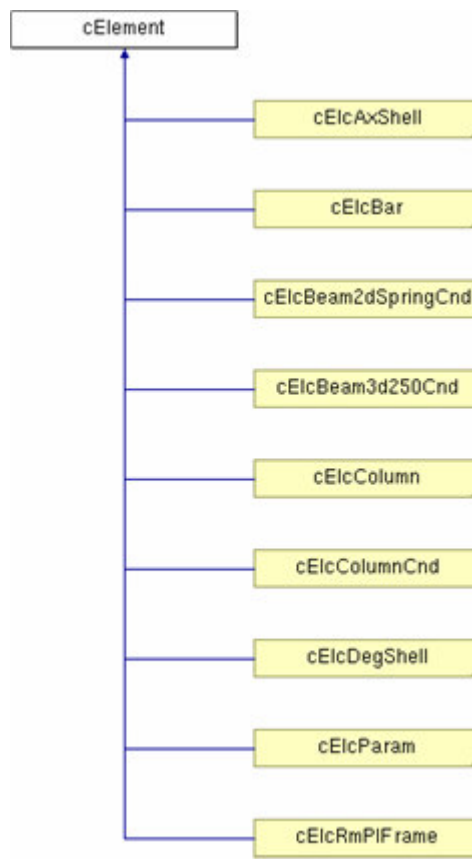 cElement
cElcAxShell
cElcBar
cElcBeam2dSpringCnd
cElcBeam3d250Cnd
cElcColumn
cElcColumnCnd
cElcDegShell
cElcParam
cElcRmPlFrame